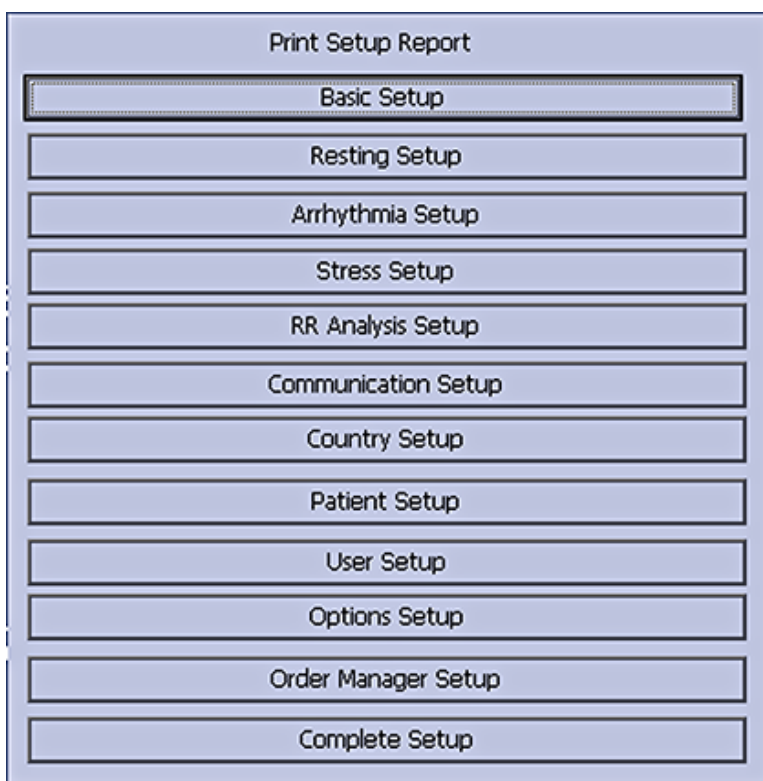 Print Setup Report
Basic Setup
Resting Setup
Arrhythmia Setup
Stress Setup
RR Analysis Setup
Communication Setup
Country Setup
Patient Setup
User Setup
Options Setup
Order Manager Setup
Complete Setup